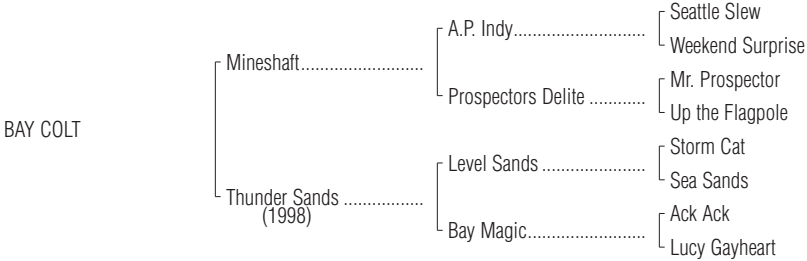 Seattle Slew
A.P. Indy...........................
Weekend Surprise
Mineshaft.........................
Mr. Prospector
Prospectors Delite ............
Up the Flagpole
BAY COLT
Storm Cat
Level Sands .....................
Sea Sands
Thunder Sands ................
(1998)
Ack Ack
Bay Magic........................
Lucy Gayheart